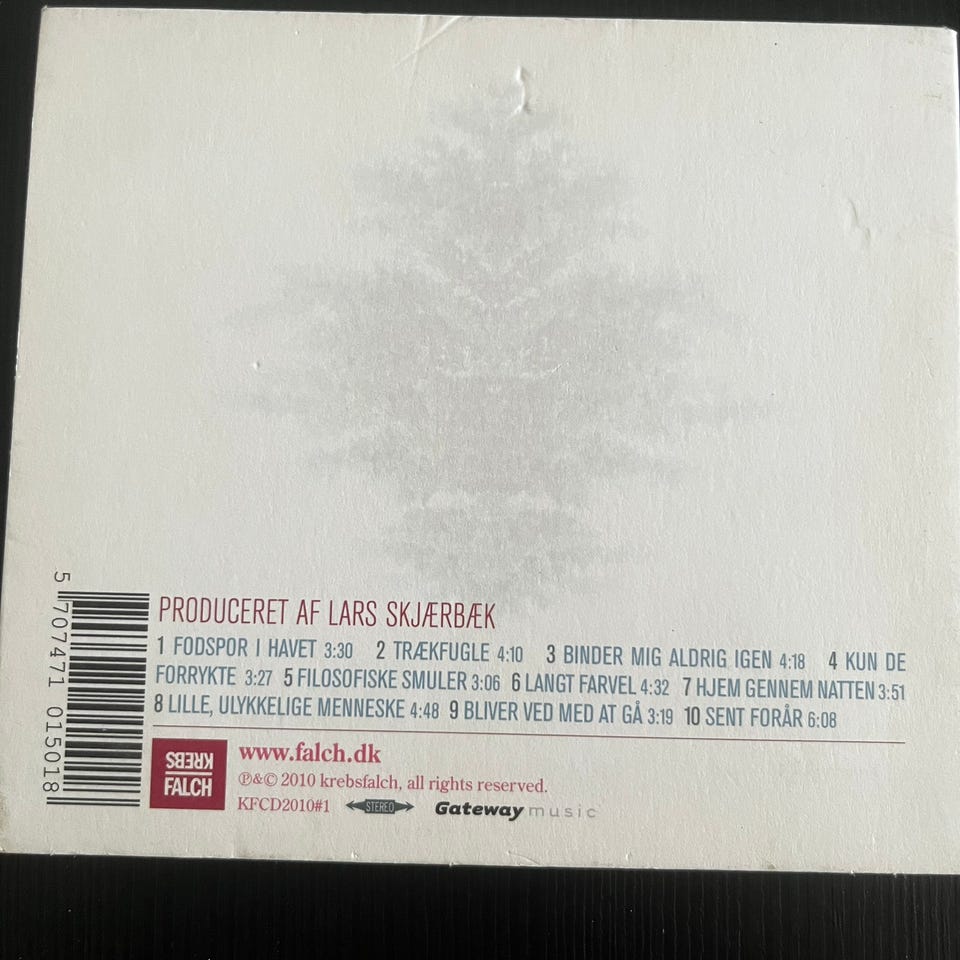 PRODUCERET AF LARS SKJÆRBÆK
1 FODSPOR I HAVET 3:30 2 TRÆKFUGLE 4:10 3 BINDER MIG ALDRIG IGEN 4:18 4 KUN DE
FORRYKTE 3:27 5 FILOSOFISKE SMULER 3:06 6 LANGT FARVEL 4:32 7 HJEM GENNEM NATTEN 3:51
8 LILLE, ULYKKELIGE MENNESKE 4:48 9 BLIVER VED MED AT GÅ 3:19 10 SENT FORÅR 6:08
KREBS
FALCH
www.falch.dk
℗&© 2010 krebsfalch, all rights reserved.
KFCD2010#1 STEREO Gateway music
5 707471 015018